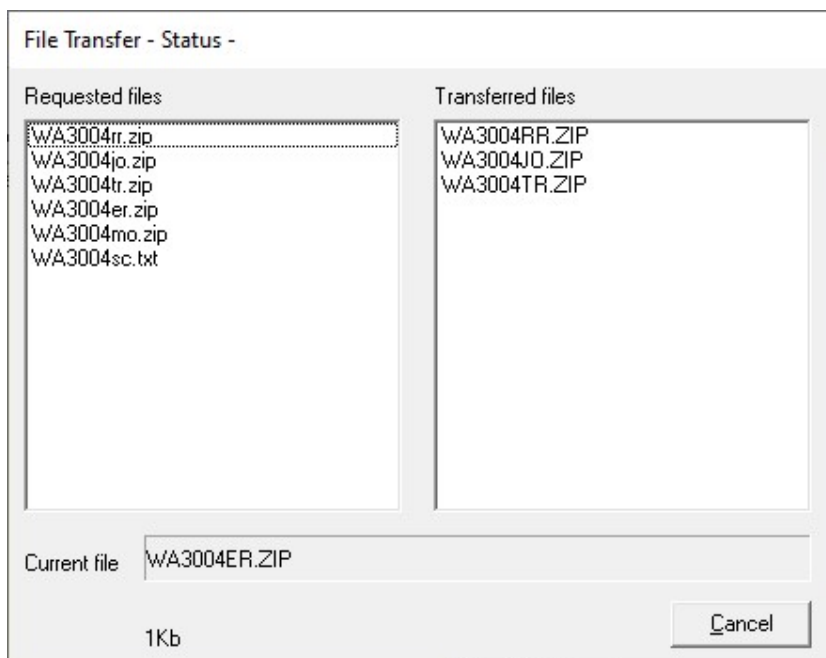 File Transfer - Status -
Requested files
WA3004rr.zip
WA3004jo.zip
WA3004tr.zip
WA3004er.zip
WA3004mo.zip
WA3004sc.txt
Transferred files
WA3004RR.ZIP
WA3004JO.ZIP
WA3004TR.ZIP
Current file
WA3004ER.ZIP
1Kb
Cancel